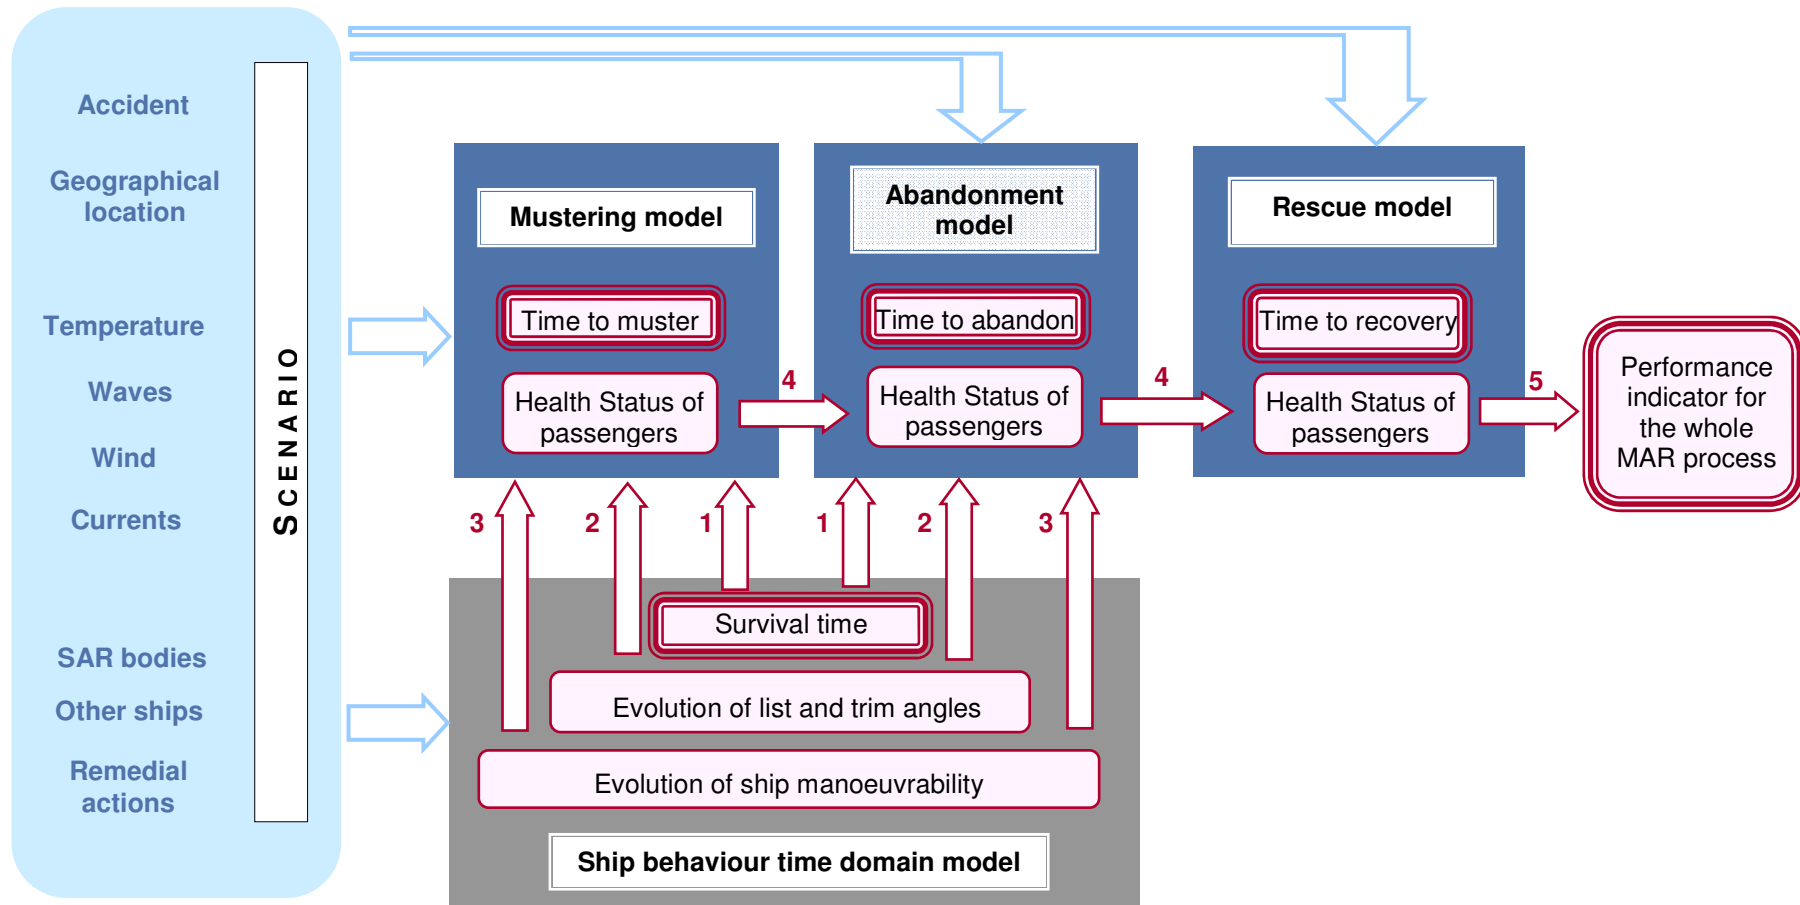 Accident
Geographical
location
Temperature
Waves
Wind
Currents
SAR bodies
Other ships
Remedial
actions
SCENARIO
Mustering model
Time to muster
Health Status of
passengers
4
Abandonment
model
Time to abandon
Health Status of
passengers
4
Rescue model
Time to recovery
Health Status of
passengers
5
Performance
indicator for
the whole
MAR process
3
2
1
1
2
3
Survival time
Evolution of list and trim angles
Evolution of ship manoeuvrability
Ship behaviour time domain model